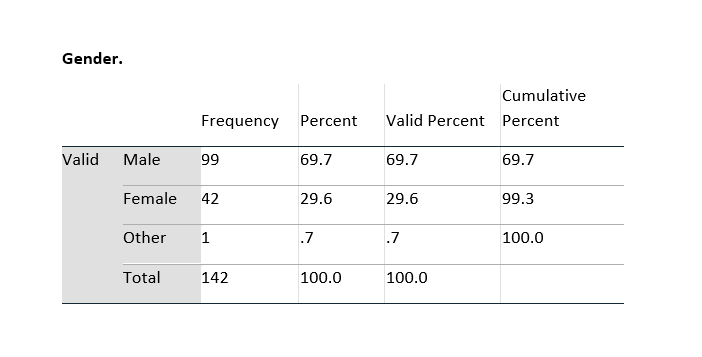 Gender.
Cumulative
Frequency Percent Valid Percent Percent
Valid Male 99 69.7 69.7 69.7
Female 42 29.6 29.6 99.3
Other 1 .7 .7 100.0
Total 142 100.0 100.0